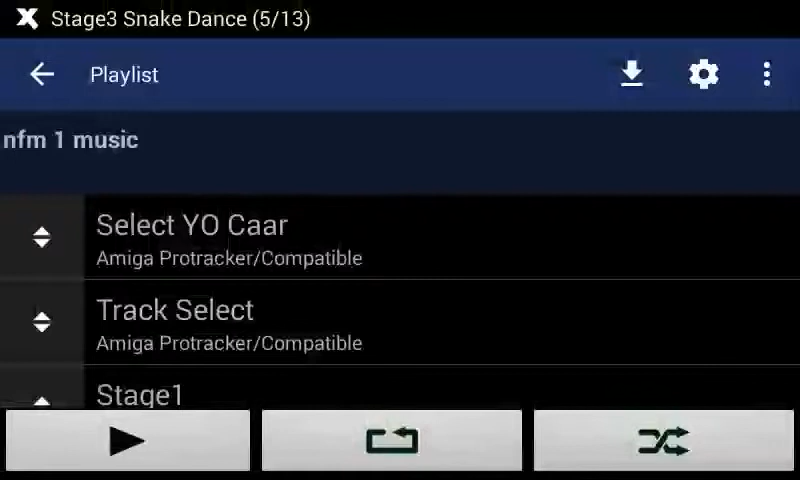 Stage3 Snake Dance (5/13)
Playlist
nfm 1 music
Select YO Caar
Amiga Protracker/Compatible
Track Select
Amiga Protracker/Compatible
Stage1